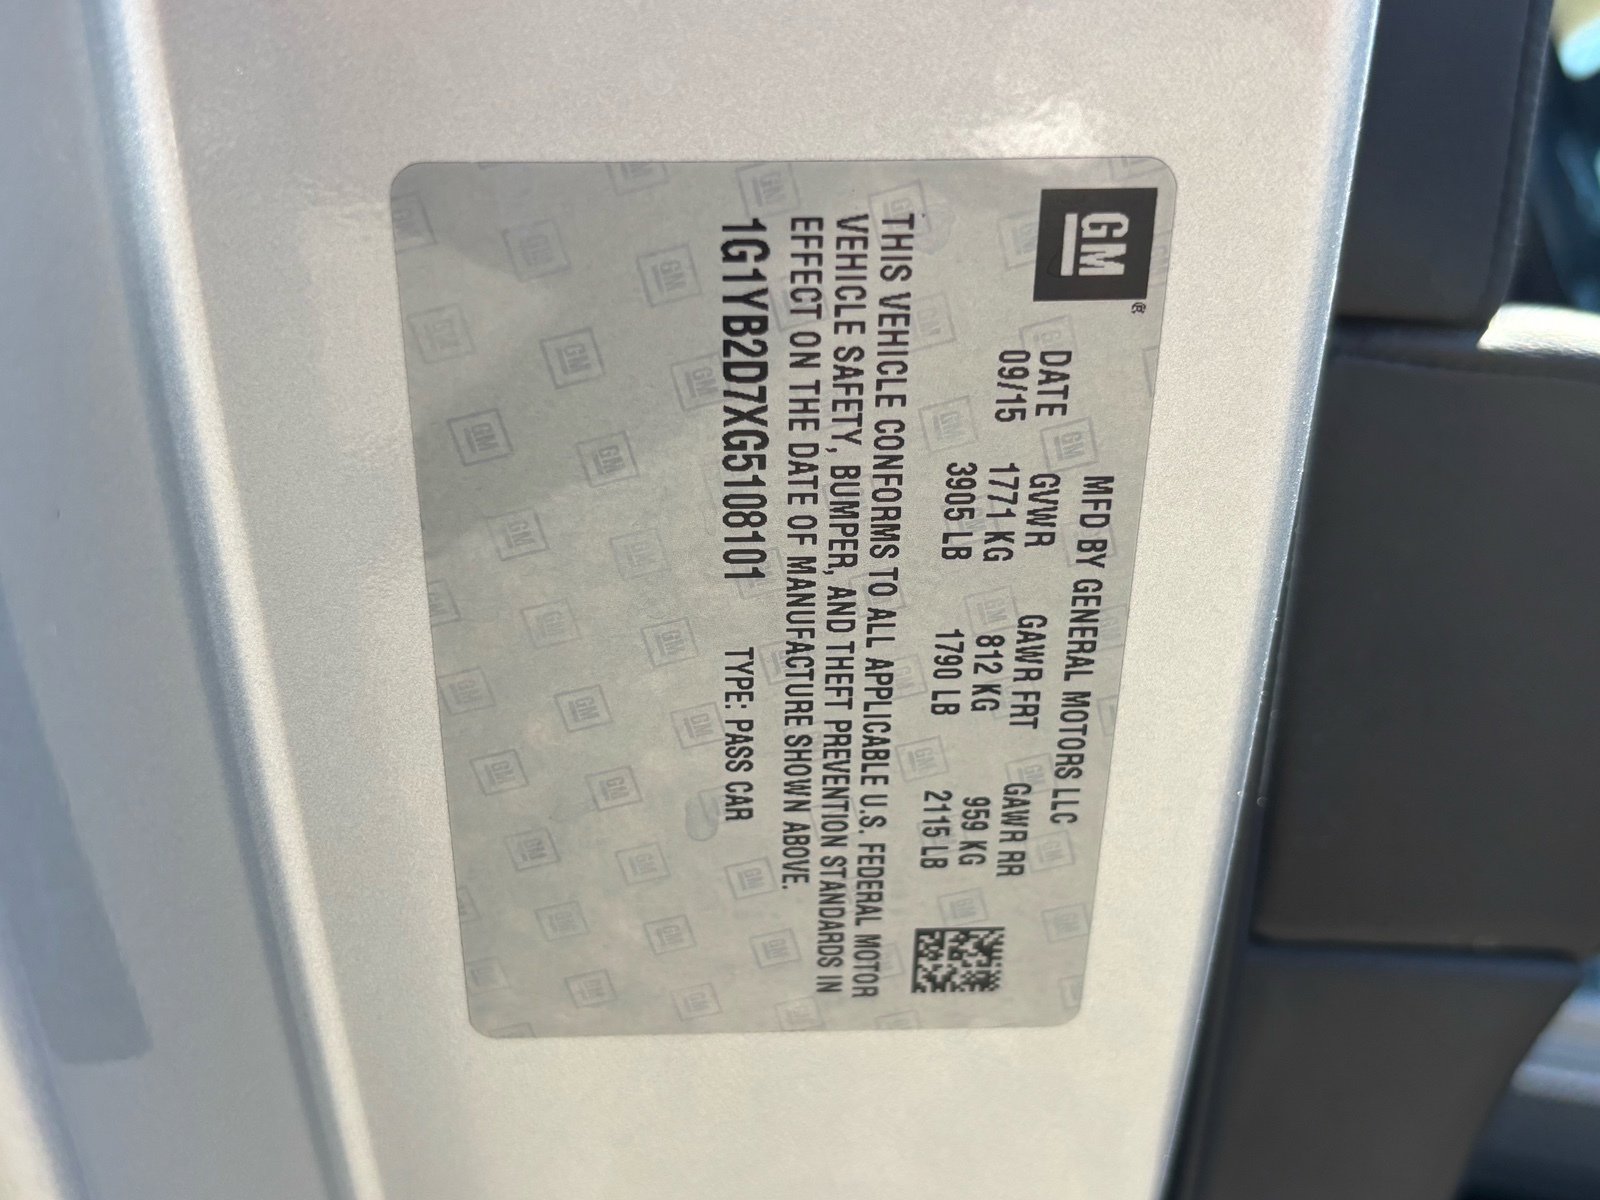 GM®
MFD BY GENERAL MOTORS LLC
DATE GVWR GAWR FRT GAWR RR
09/15 1771 KG 812 KG 959 KG
3905 LB 1790 LB 2115 LB
THIS VEHICLE CONFORMS TO ALL APPLICABLE U.S. FEDERAL MOTOR
VEHICLE SAFETY, BUMPER, AND THEFT PREVENTION STANDARDS IN
EFFECT ON THE DATE OF MANUFACTURE SHOWN ABOVE.
1G1YB2D7XG5108101 TYPE: PASS CAR